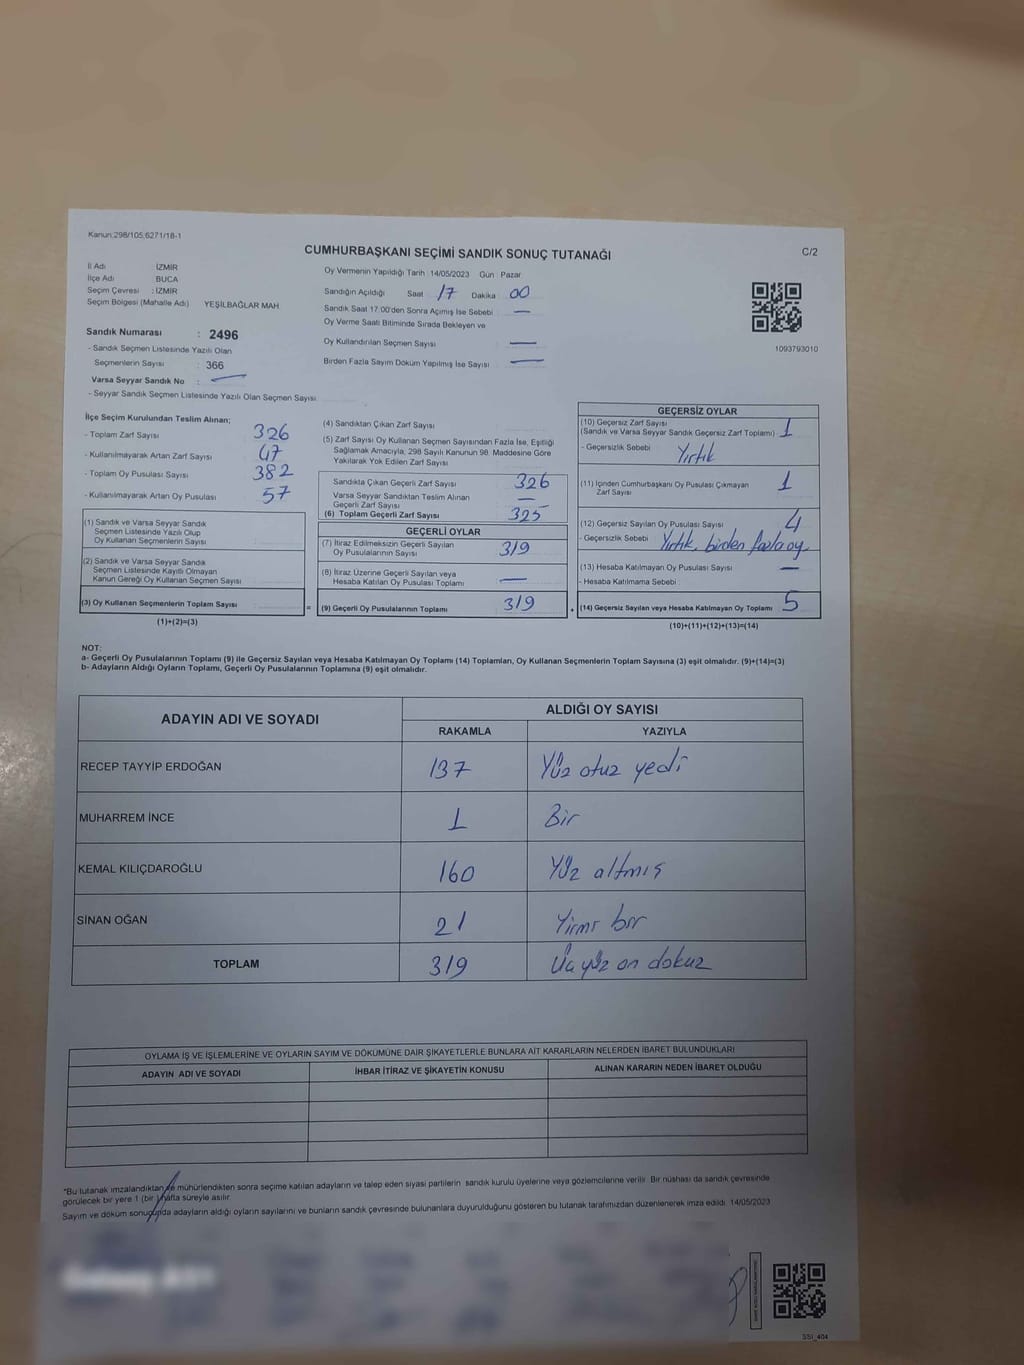 Kanun:298/105,6271/18-1
CUMHURBAŞKANI SEÇİMİ SANDIK SONUÇ TUTANAĞI
C/2
İl Adı İZMİR
İlçe Adı BUCA
Seçim Çevresi : İZMİR
Seçim Bölgesi (Mahalle Adı) YEŞİLBAĞLAR MAH.
Oy Vermenin Yapıldığı Tarih : 14/05/2023 Gün : Pazar
Sandığın Açıldığı Saat 17 Dakika 00
Sandık Saat 17:00'den Sonra Açımış İse Sebebi : —
Oy Verme Saati Bitiminde Sırada Bekleyen ve
Oy Kullandırılan Seçmen Sayısı —
Birden Fazla Sayım Döküm Yapılmış İse Sayısı : —
1093793010
Sandık Numarası : 2496
- Sandık Seçmen Listesinde Yazılı Olan
Seçmenlerin Sayısı : 366
Varsa Seyyar Sandık No : —
- Seyyar Sandık Seçmen Listesinde Yazılı Olan Seçmen Sayısı
İlçe Seçim Kurulundan Teslim Alınan;
- Toplam Zarf Sayısı 326
- Kullanılmayarak Artan Zarf Sayısı 47
- Toplam Oy Pusulası Sayısı 382
- Kullanılmayarak Artan Oy Pusulası 57
(1) Sandık ve Varsa Seyyar Sandık
Seçmen Listesinde Yazılı Olup
Oy Kullanan Seçmenlerin Sayısı
(2) Sandık ve Varsa Seyyar Sandık
Seçmen Listesinde Kayıtlı Olmayan
Kanun Gereği Oy Kullanan Seçmen Sayısı
(3) Oy Kullanan Seçmenlerin Toplam Sayısı
(1)+(2)=(3)
(4) Sandıktan Çıkan Zarf Sayısı
(5) Zarf Sayısı Oy Kullanan Seçmen Sayısından Fazla İse, Eşitliği
Sağlamak Amacıyla, 298 Sayılı Kanunun 98. Maddesine Göre
Yakılarak Yok Edilen Zarf Sayısı
Sandıkta Çıkan Geçerli Zarf Sayısı 326
Varsa Seyyar Sandıktan Teslim Alınan
Geçerli Zarf Sayısı —
(6) Toplam Geçerli Zarf Sayısı 325
GEÇERLİ OYLAR
(7) İtiraz Edilmeksizin Geçerli Sayılan
Oy Pusulalarının Sayısı 319
(8) İtiraz Üzerine Geçerli Sayılan veya
Hesaba Katılan Oy Pusulası Toplamı —
= (9) Geçerli Oy Pusulalarının Toplamı 319
GEÇERSİZ OYLAR
(10) Geçersiz Zarf Sayısı
(Sandık ve Varsa Seyyar Sandık Geçersiz Zarf Toplamı) 1
- Geçersizlik Sebebi : Yırtık
(11) İçinden Cumhurbaşkanı Oy Pusulası Çıkmayan
Zarf Sayısı 1
(12) Geçersiz Sayılan Oy Pusulası Sayısı 4
- Geçersizlik Sebebi : Yırtık, birden fazla oy
(13) Hesaba Katılmayan Oy Pusulası Sayısı —
- Hesaba Katılmama Sebebi :
(14) Geçersiz Sayılan veya Hesaba Katılmayan Oy Toplamı 5
(10)+(11)+(12)+(13)=(14)
NOT:
a- Geçerli Oy Pusulalarının Toplamı (9) ile Geçersiz Sayılan veya Hesaba Katılmayan Oy Toplamı (14) Toplamları, Oy Kullanan Seçmenlerin Toplam Sayısına (3) eşit olmalıdır. (9)+(14)=(3)
b- Adayların Aldığı Oyların Toplamı, Geçerli Oy Pusulalarının Toplamına (9) eşit olmalıdır.
ADAYIN ADI VE SOYADI
ALDIĞI OY SAYISI
RAKAMLA YAZIYLA
RECEP TAYYİP ERDOĞAN 137 Yüz otuz yedi
MUHARREM İNCE 1 Bir
KEMAL KILIÇDAROĞLU 160 Yüz altmış
SİNAN OĞAN 21 Yirmi bir
TOPLAM 319 Üçyüz on dokuz
OYLAMA İŞ VE İŞLEMLERİNE VE OYLARIN SAYIM VE DÖKÜMÜNE DAİR ŞİKAYETLERLE BUNLARA AİT KARARLARIN NELERDEN İBARET BULUNDUKLARI
ADAYIN ADI VE SOYADI İHBAR İTİRAZ VE ŞİKAYETİN KONUSU ALINAN KARARIN NEDEN İBARET OLDUĞU
*Bu tutanak imzalandıktan ve mühürlendikten sonra seçime katılan adayların ve talep eden siyasi partilerin sandık kurulu üyelerine veya gözlemcilerine verilir. Bir nüshası da sandık çevresinde
görülecek bir yere 1 (bir) hafta süreyle asılır.
Sayım ve döküm sonucunda adayların aldığı oyların sayılarını ve bunların sandık çevresinde bulunanlara duyurulduğunu gösteren bu tutanak tarafımızdan düzenlenerek imza edildi. 14/05/2023
SSI_404